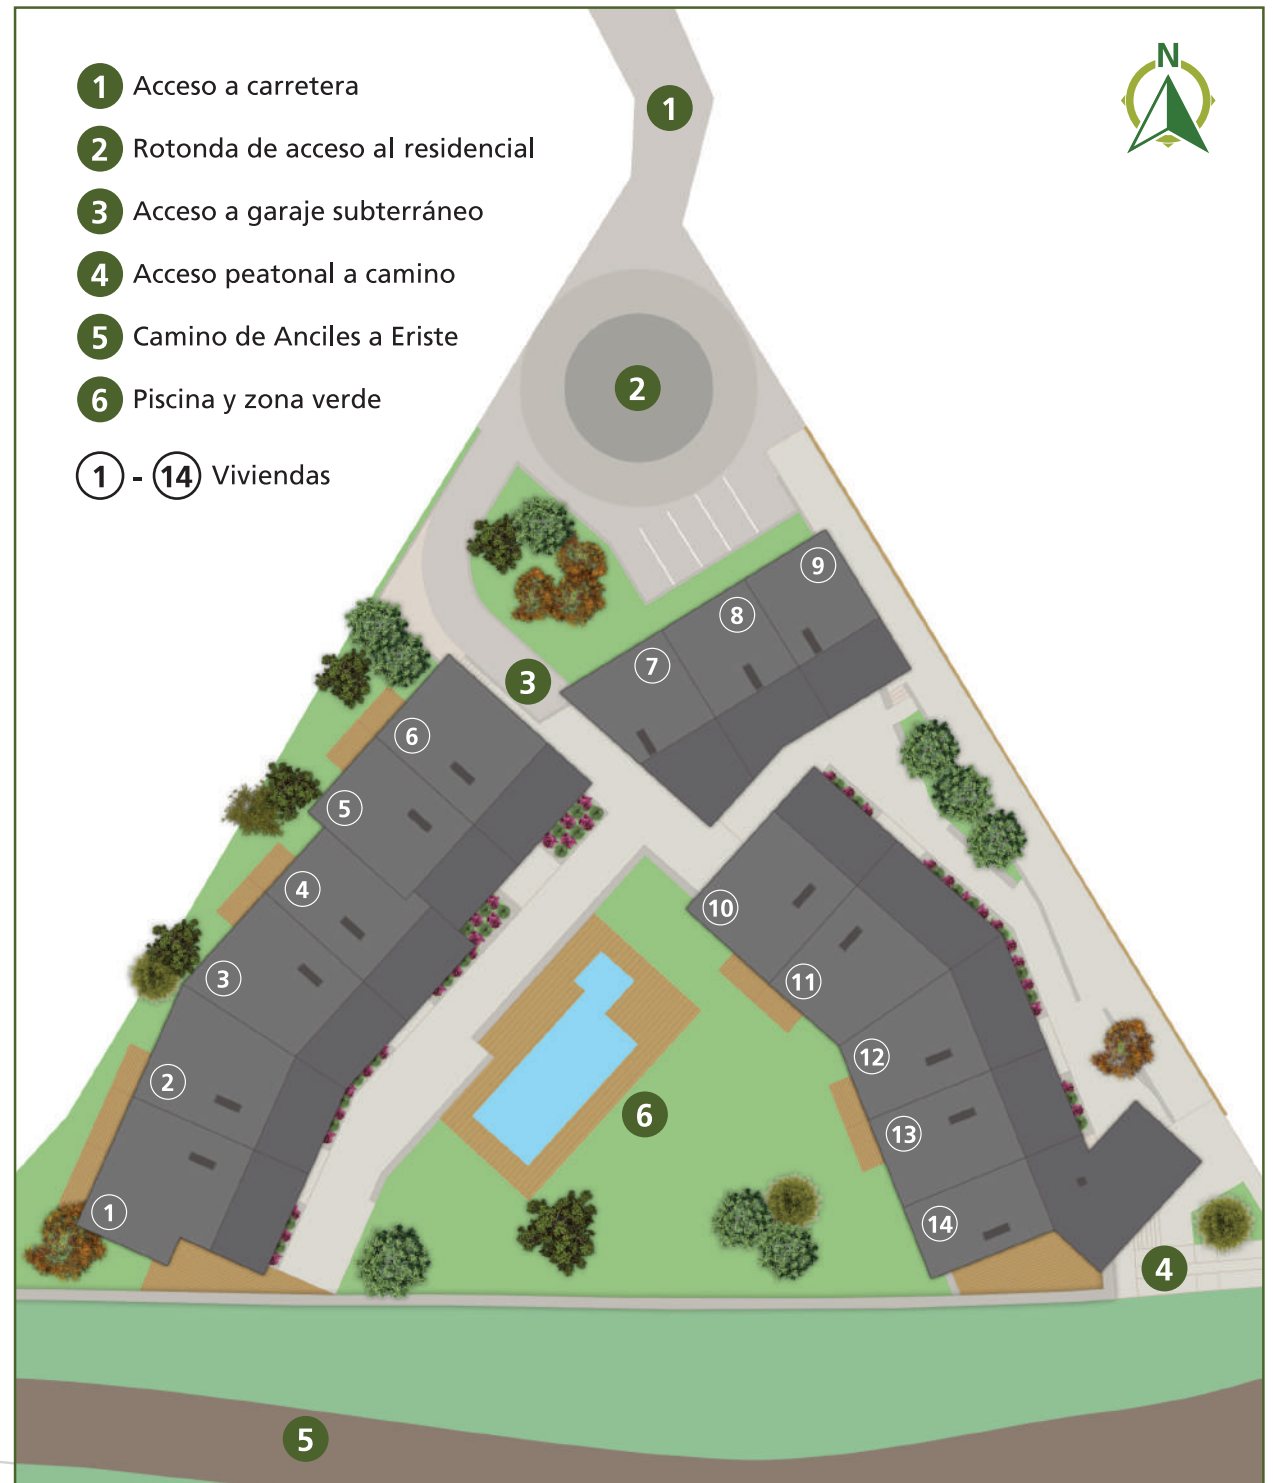 N
1 Acceso a carretera
2 Rotonda de acceso al residencial
3 Acceso a garaje subterráneo
4 Acceso peatonal a camino
5 Camino de Anciles a Eriste
6 Piscina y zona verde
1 - 14 Viviendas
1
2
9
8
7
3
6
5
4
10
3
11
12
2
6
13
1
14
4
5